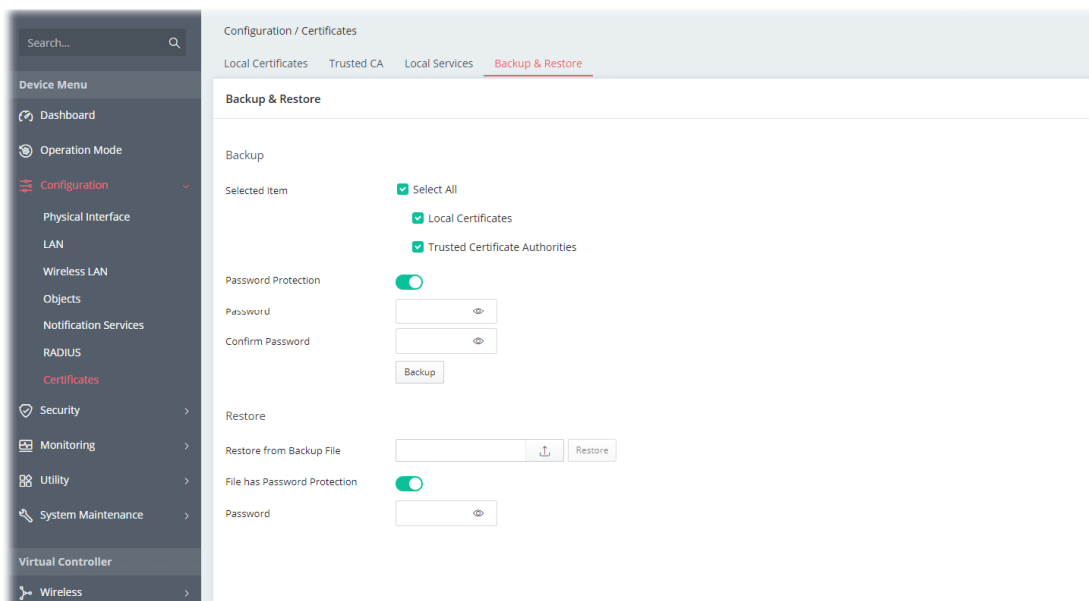 Search...
Device Menu
Dashboard
Operation Mode
Configuration
Physical Interface
LAN
Wireless LAN
Objects
Notification Services
RADIUS
Certificates
Security
Monitoring
Utility
System Maintenance
Virtual Controller
Wireless
Configuration / Certificates
Local Certificates Trusted CA Local Services Backup & Restore
Backup & Restore
Backup
Selected Item Select All
Local Certificates
Trusted Certificate Authorities
Password Protection
Password
Confirm Password
Backup
Restore
Restore from Backup File Restore
File has Password Protection
Password